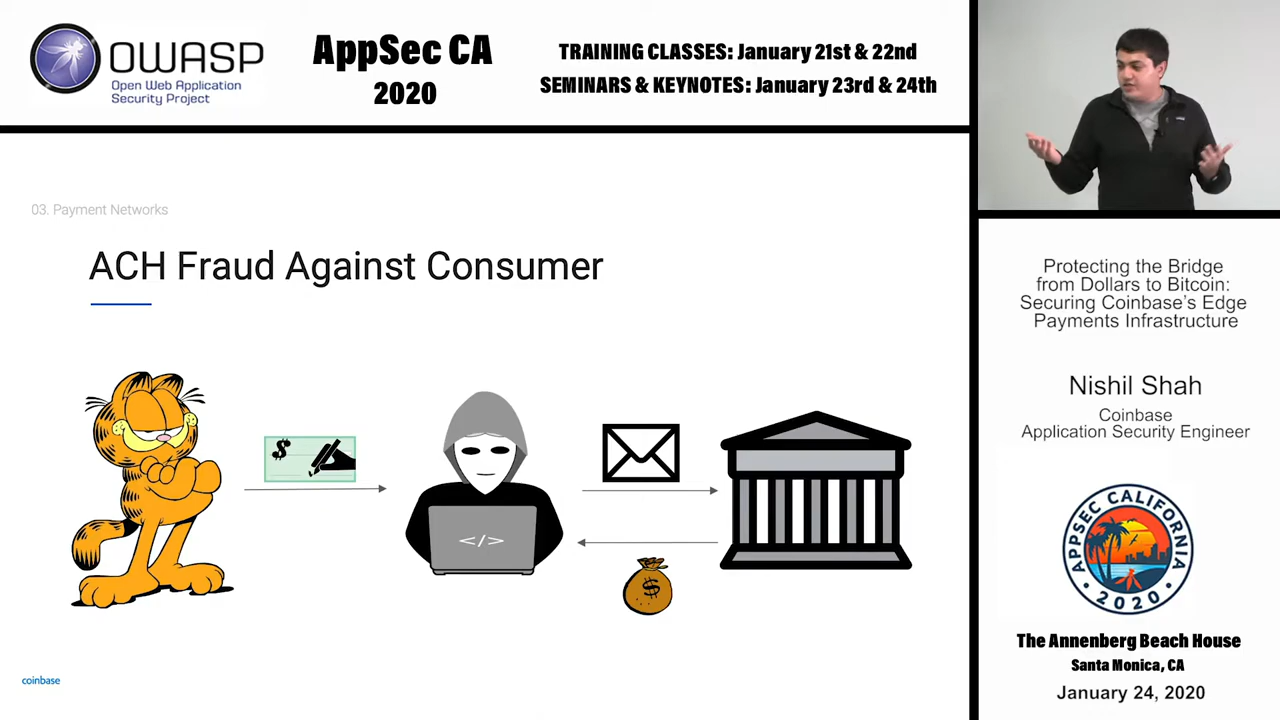 OWASP
Open Web Application
Security Project
AppSec CA
2020
TRAINING CLASSES: January 21st & 22nd
SEMINARS & KEYNOTES: January 23rd & 24th
03. Payment Networks
ACH Fraud Against Consumer
$
</>
$
coinbase
Protecting the Bridge
from Dollars to Bitcoin:
Securing Coinbase's Edge
Payments Infrastructure
Nishil Shah
Coinbase
Application Security Engineer
APPSEC CALIFORNIA
• 2020 •
The Annenberg Beach House
Santa Monica, CA
January 24, 2020